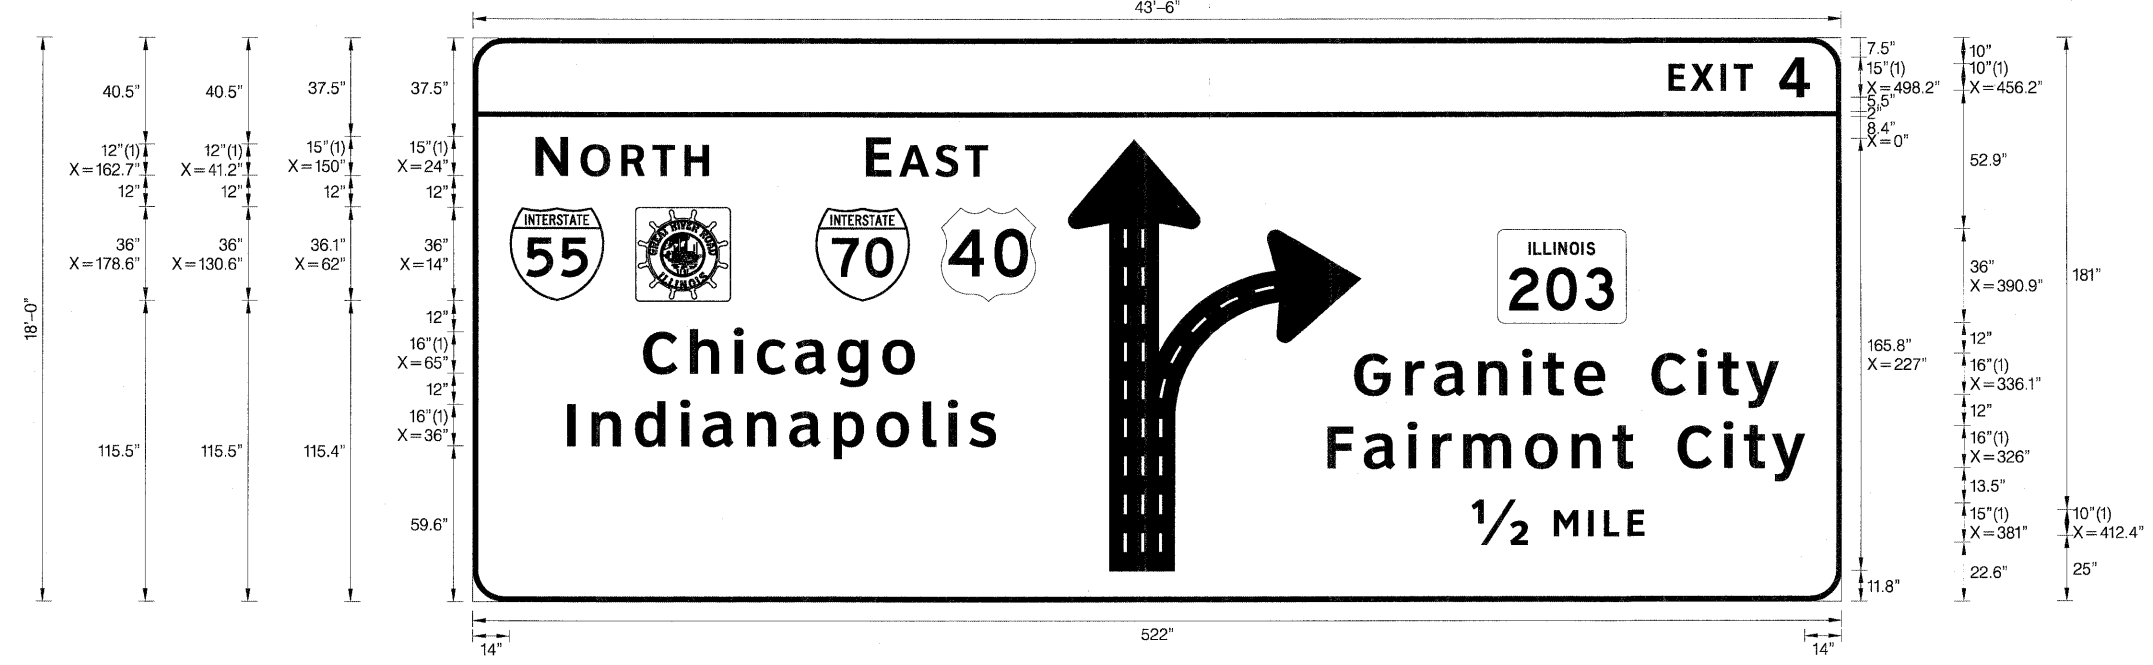 43'–6"
18'–0"
40.5"
12"(1)
X=162.7"
12"
36"
X=178.6"
115.5"
40.5"
12"(1)
X=41.2"
12"
36"
X=130.6"
115.5"
37.5"
15"(1)
X=150"
12"
36.1"
X=62"
115.4"
37.5"
15"(1)
X=24"
12"
36"
X=14"
12"
16"(1)
X=65"
12"
16"(1)
X=36"
59.6"
EXIT 4
NORTH EAST
INTERSTATE
55
GREAT RIVER ROAD
ILLINOIS
INTERSTATE
70
40
Chicago
Indianapolis
ILLINOIS
203
Granite City
Fairmont City
1/2 MILE
7.5"
15"(1)
X=498.2"
5.5"
2"
8.4"
X=0"
165.8"
X=227"
11.8"
10"
10"(1)
X=456.2"
52.9"
36"
X=390.9"
12"
16"(1)
X=336.1"
12"
16"(1)
X=326"
13.5"
15"(1)
X=381"
22.6"
181"
10"(1)
X=412.4"
25"
522"
14" 14"